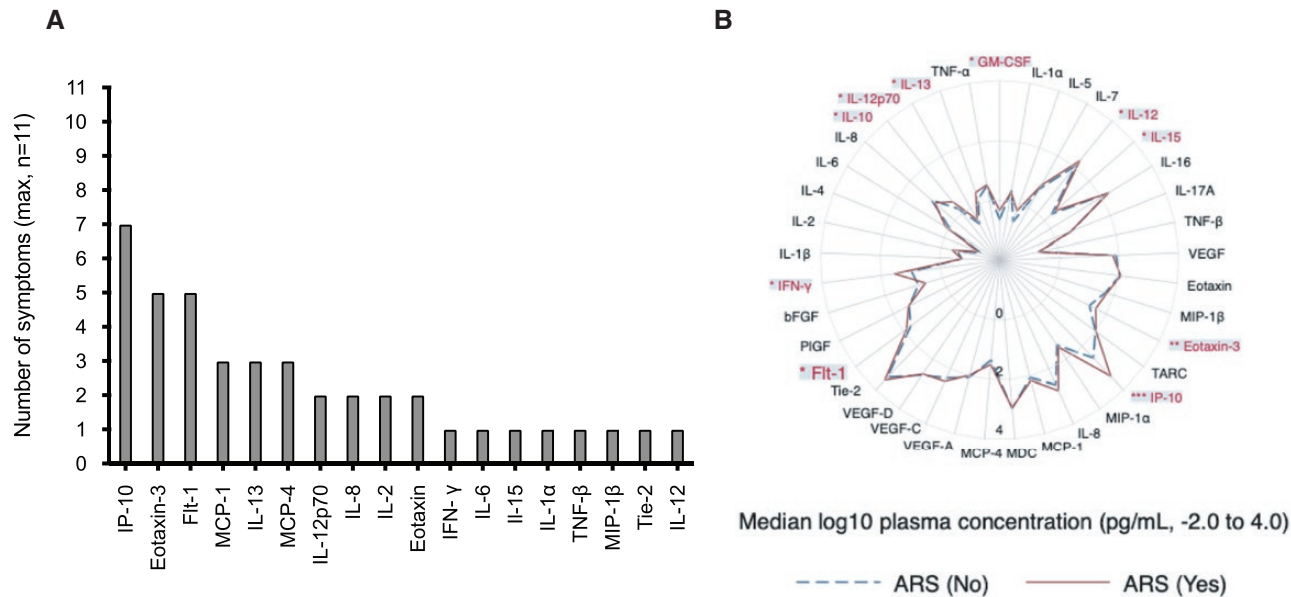 A
Number of symptoms (max, n=11)
11
10
9
8
7
6
5
4
3
2
1
0
IP-10
Eotaxin-3
Flt-1
MCP-1
IL-13
MCP-4
IL-12p70
IL-8
IL-2
Eotaxin
IFN- γ
IL-6
Il-15
IL-1α
TNF-β
MIP-1β
Tie-2
IL-12
B
* GM-CSF
IL-1α
IL-5
IL-7
* IL-12
* IL-15
IL-16
IL-17A
TNF-β
VEGF
Eotaxin
MIP-1β
** Eotaxin-3
TARC
*** IP-10
MIP-1α
IL-8
MCP-1
MDC
MCP-4
VEGF-A
VEGF-C
VEGF-D
Tie-2
* Flt-1
PlGF
bFGF
* IFN-γ
IL-1β
IL-2
IL-4
IL-6
IL-8
* IL-10
* IL-12p70
* IL-13
TNF-α
0
2
4
Median log10 plasma concentration (pg/mL, -2.0 to 4.0)
ARS (No)
ARS (Yes)